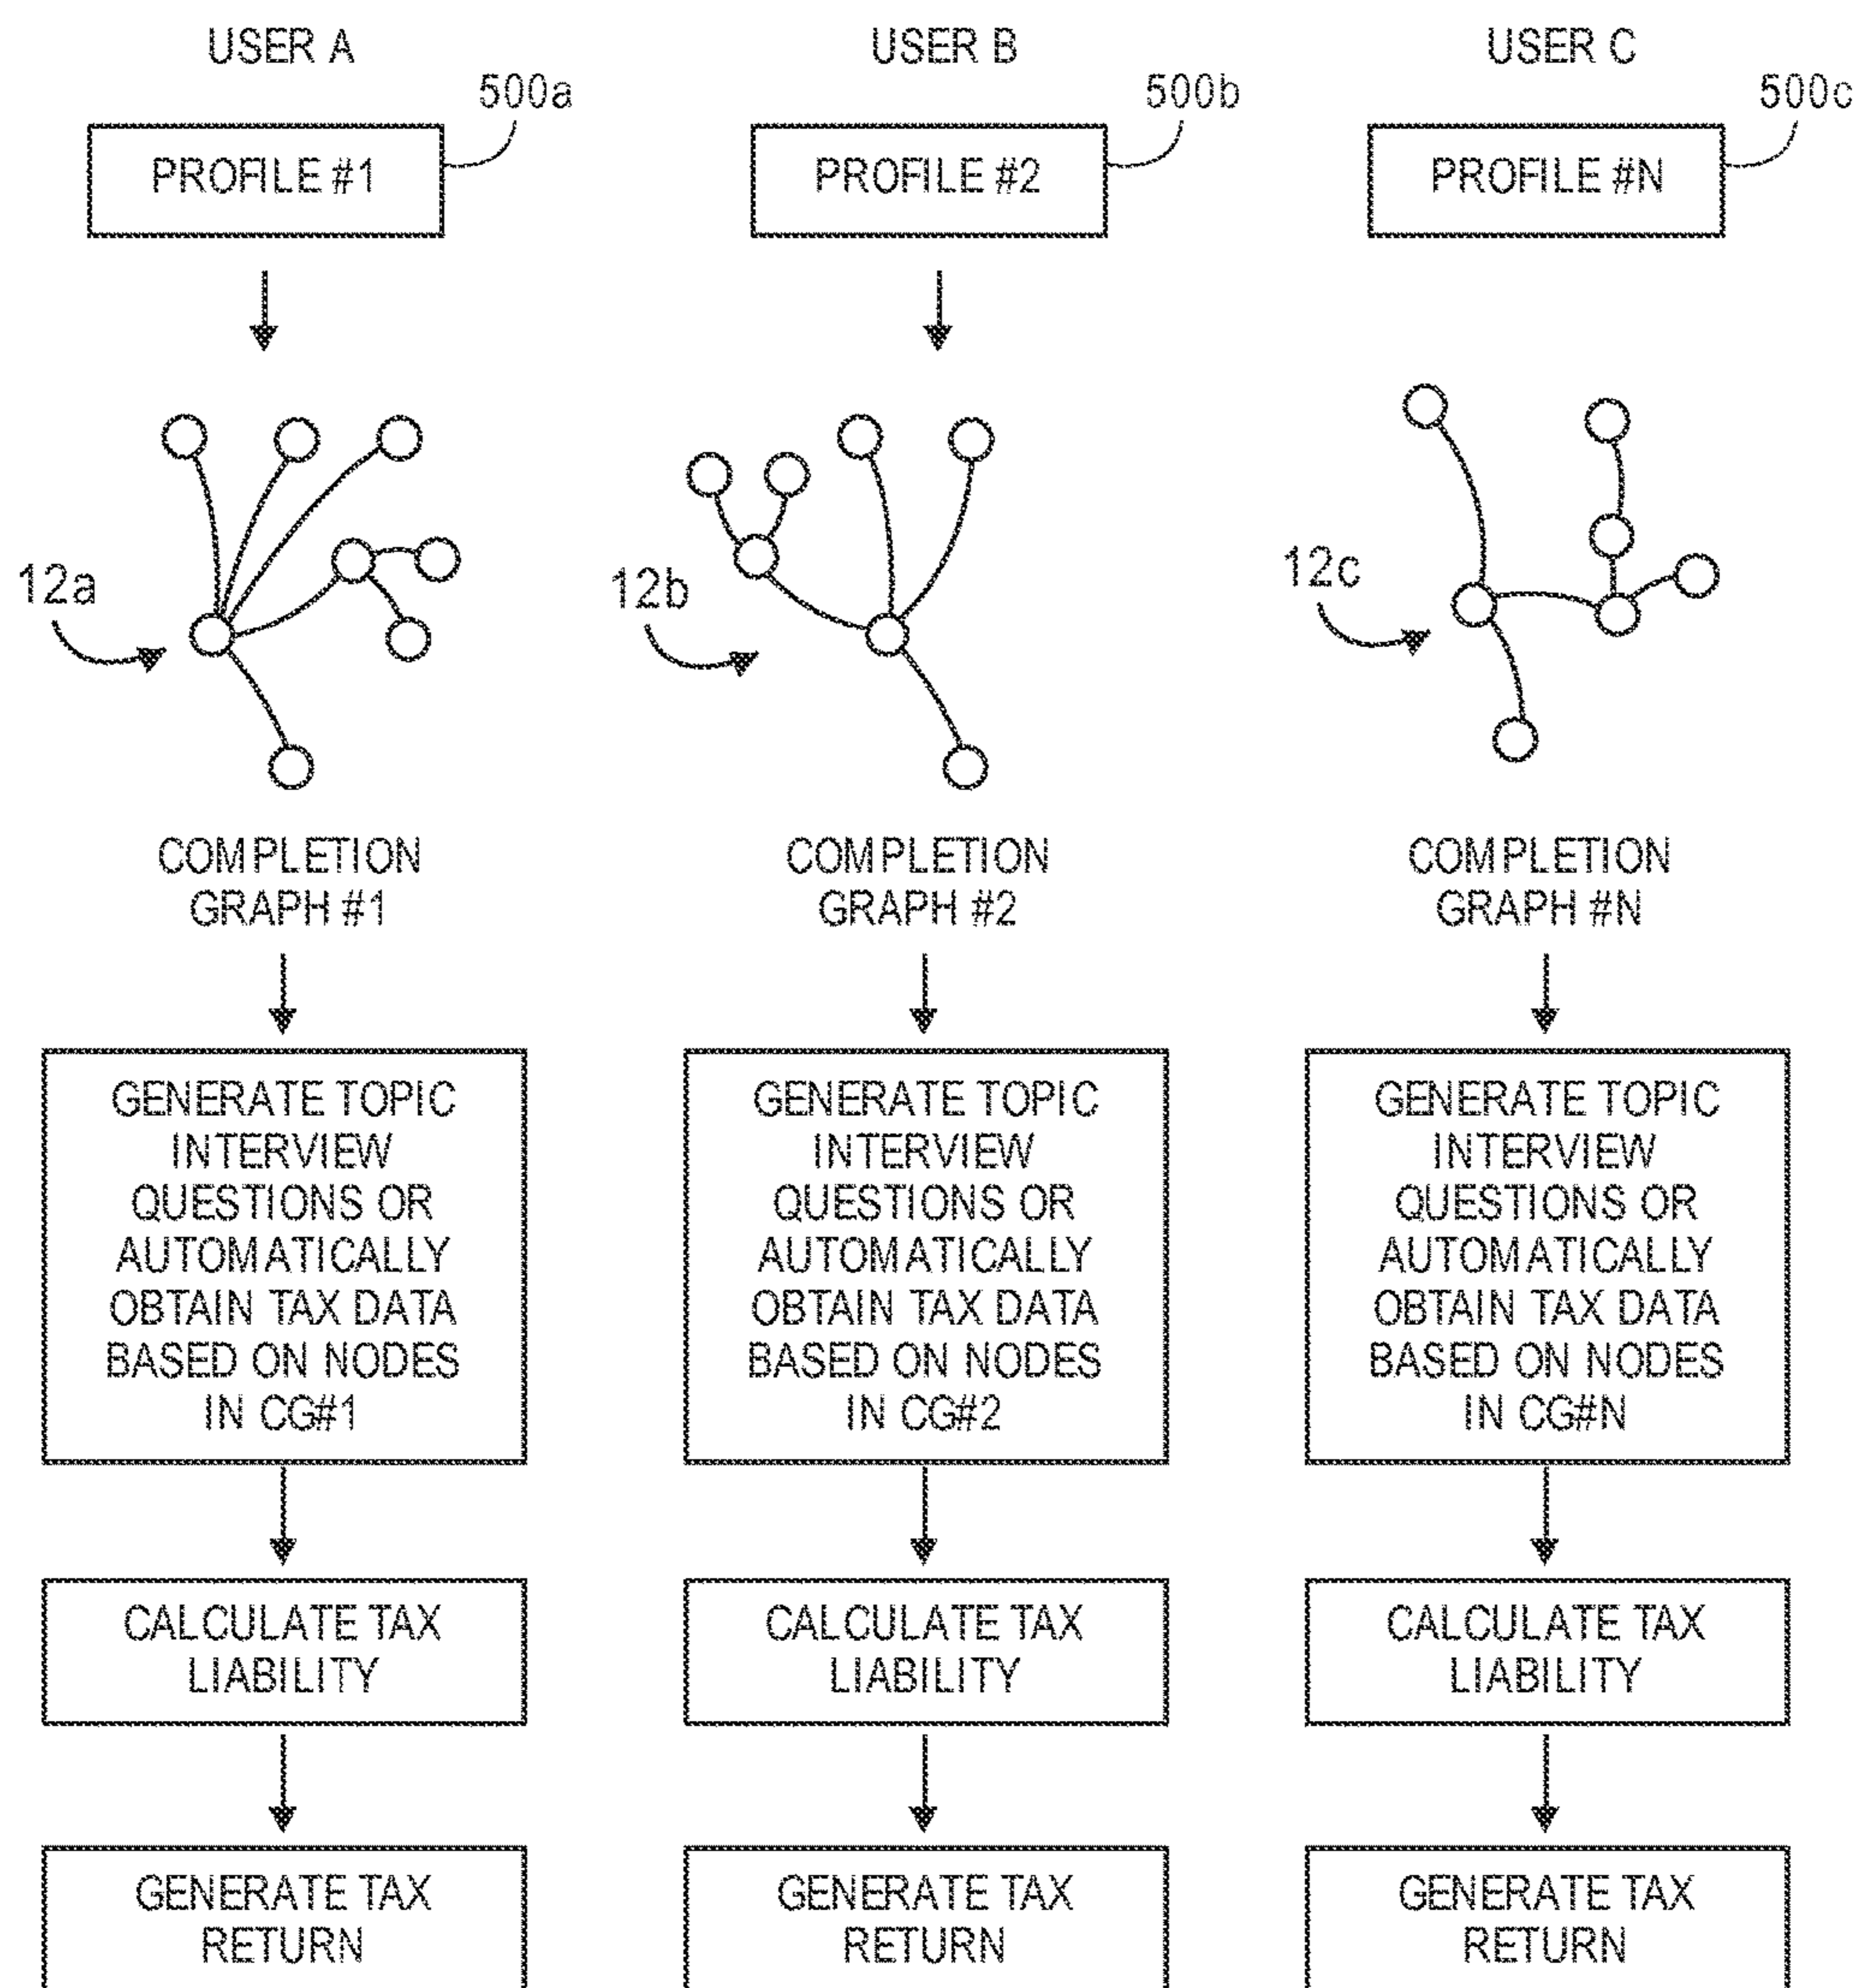 USER A
500a
PROFILE #1
12a
COMPLETION
GRAPH #1
GENERATE TOPIC
INTERVIEW
QUESTIONS OR
AUTOMATICALLY
OBTAIN TAX DATA
BASED ON NODES
IN CG#1
CALCULATE TAX
LIABILITY
GENERATE TAX
RETURN
USER B
500b
PROFILE #2
12b
COMPLETION
GRAPH #2
GENERATE TOPIC
INTERVIEW
QUESTIONS OR
AUTOMATICALLY
OBTAIN TAX DATA
BASED ON NODES
IN CG#2
CALCULATE TAX
LIABILITY
GENERATE TAX
RETURN
USER C
500c
PROFILE #N
12c
COMPLETION
GRAPH #N
GENERATE TOPIC
INTERVIEW
QUESTIONS OR
AUTOMATICALLY
OBTAIN TAX DATA
BASED ON NODES
IN CG#N
CALCULATE TAX
LIABILITY
GENERATE TAX
RETURN